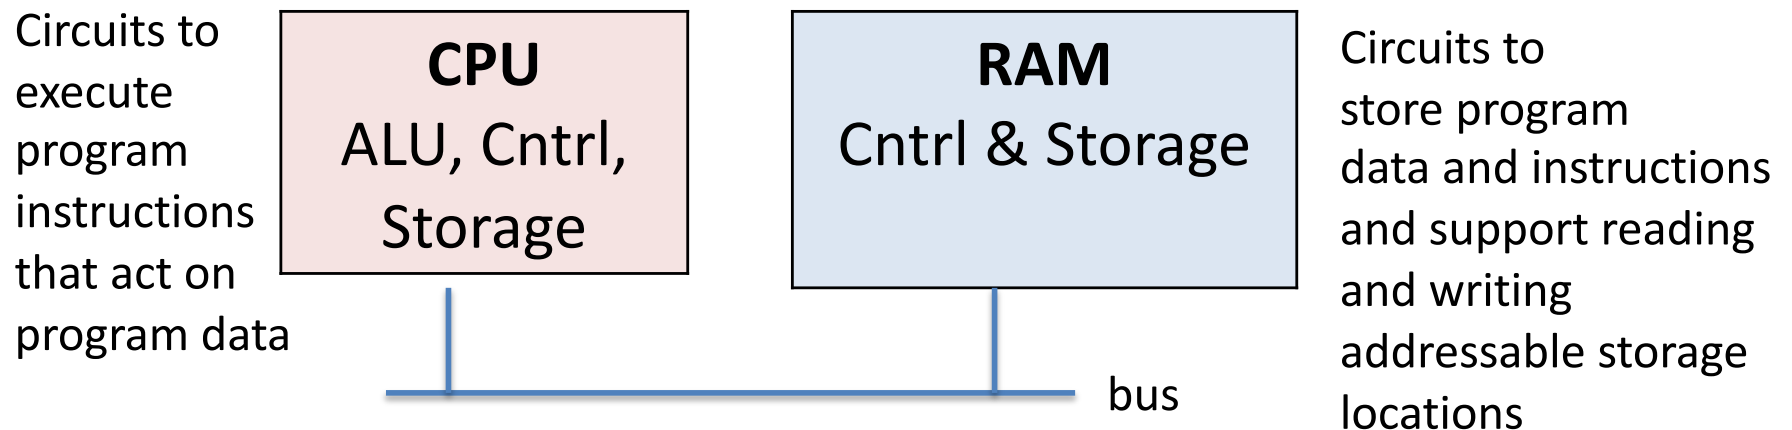 Circuits to
execute
program
instructions
that act on
program data
CPU
ALU, Cntrl,
Storage
RAM
Cntrl & Storage
Circuits to
store program
data and instructions
and support reading
and writing
addressable storage
locations
bus